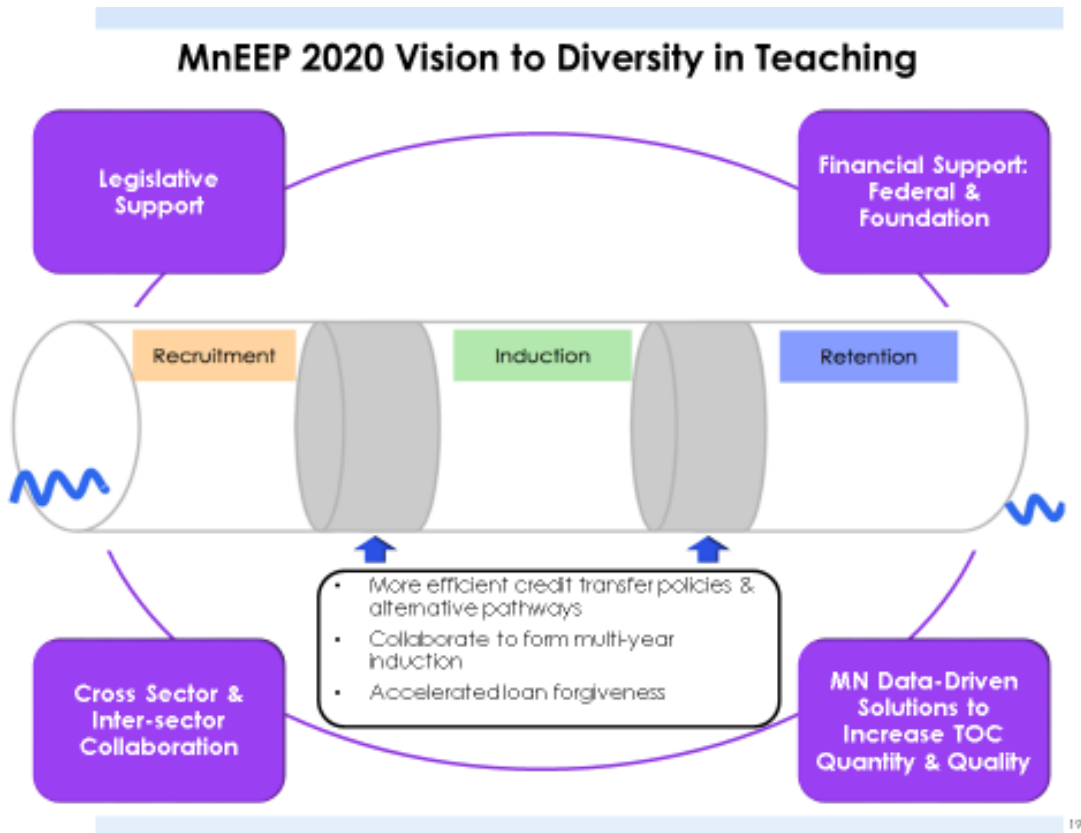 MnEEP 2020 Vision to Diversity in Teaching
Legislative
Support
Financial Support:
Federal &
Foundation
Recruitment
Induction
Retention
• More efficient credit transfer policies &
alternative pathways
• Collaborate to form multi-year
induction
• Accelerated loan forgiveness
Cross Sector &
Inter-sector
Collaboration
MN Data-Driven
Solutions to
Increase TOC
Quantity & Quality
19